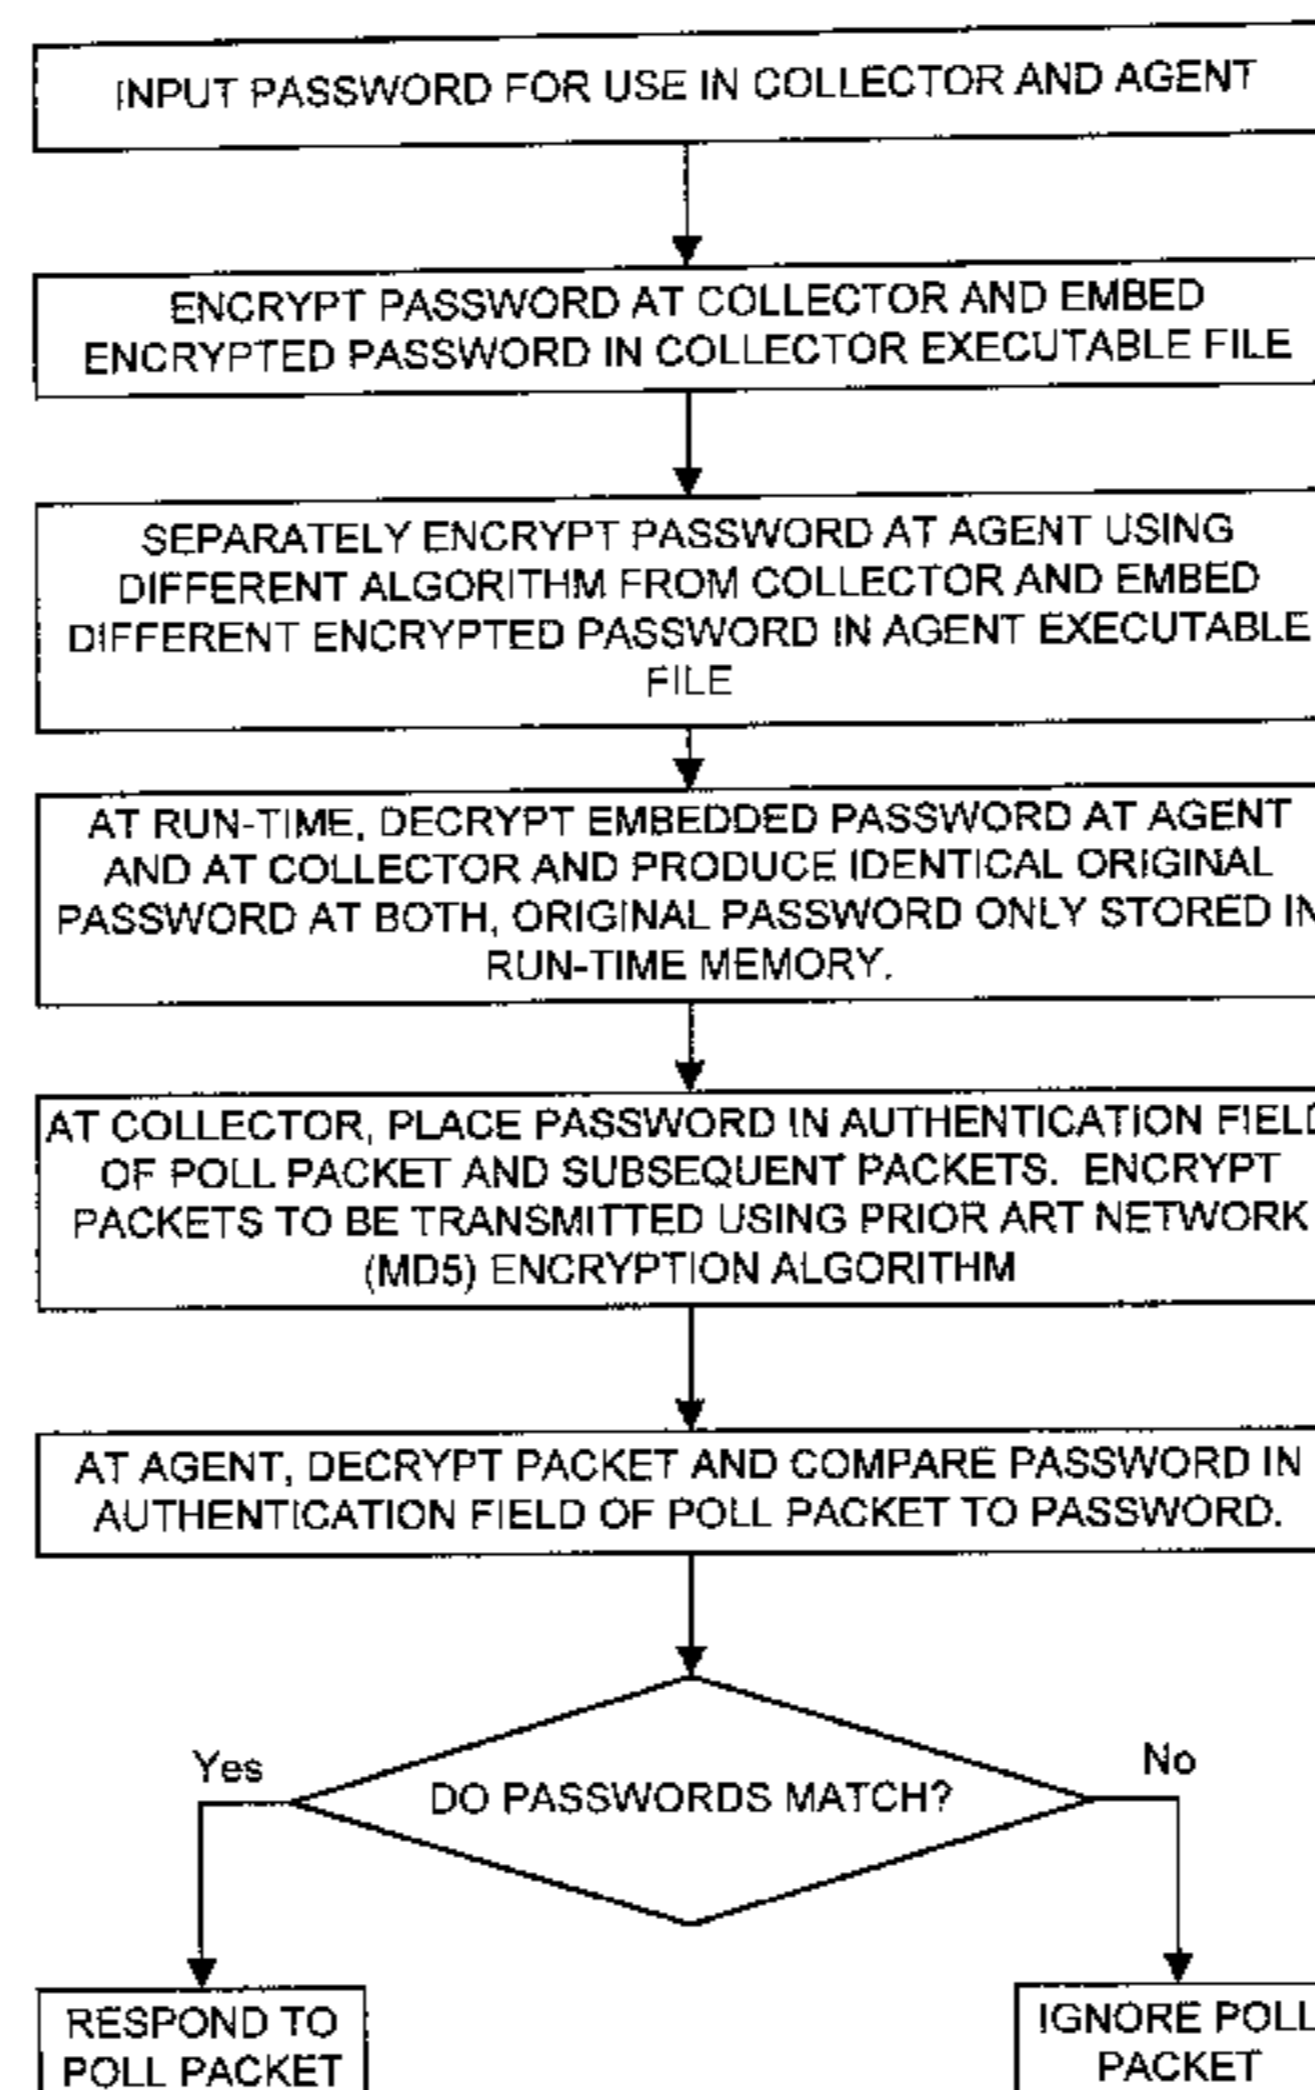 INPUT PASSWORD FOR USE IN COLLECTOR AND AGENT
ENCRYPT PASSWORD AT COLLECTOR AND EMBED
ENCRYPTED PASSWORD IN COLLECTOR EXECUTABLE FILE
SEPARATELY ENCRYPT PASSWORD AT AGENT USING
DIFFERENT ALGORITHM FROM COLLECTOR AND EMBED
DIFFERENT ENCRYPTED PASSWORD IN AGENT EXECUTABLE
FILE
AT RUN-TIME, DECRYPT EMBEDDED PASSWORD AT AGENT
AND AT COLLECTOR AND PRODUCE IDENTICAL ORIGINAL
PASSWORD AT BOTH, ORIGINAL PASSWORD ONLY STORED IN
RUN-TIME MEMORY.
AT COLLECTOR, PLACE PASSWORD IN AUTHENTICATION FIELD
OF POLL PACKET AND SUBSEQUENT PACKETS. ENCRYPT
PACKETS TO BE TRANSMITTED USING PRIOR ART NETWORK
(MD5) ENCRYPTION ALGORITHM
AT AGENT, DECRYPT PACKET AND COMPARE PASSWORD IN
AUTHENTICATION FIELD OF POLL PACKET TO PASSWORD.
DO PASSWORDS MATCH?
Yes
No
RESPOND TO
POLL PACKET
IGNORE POLL
PACKET